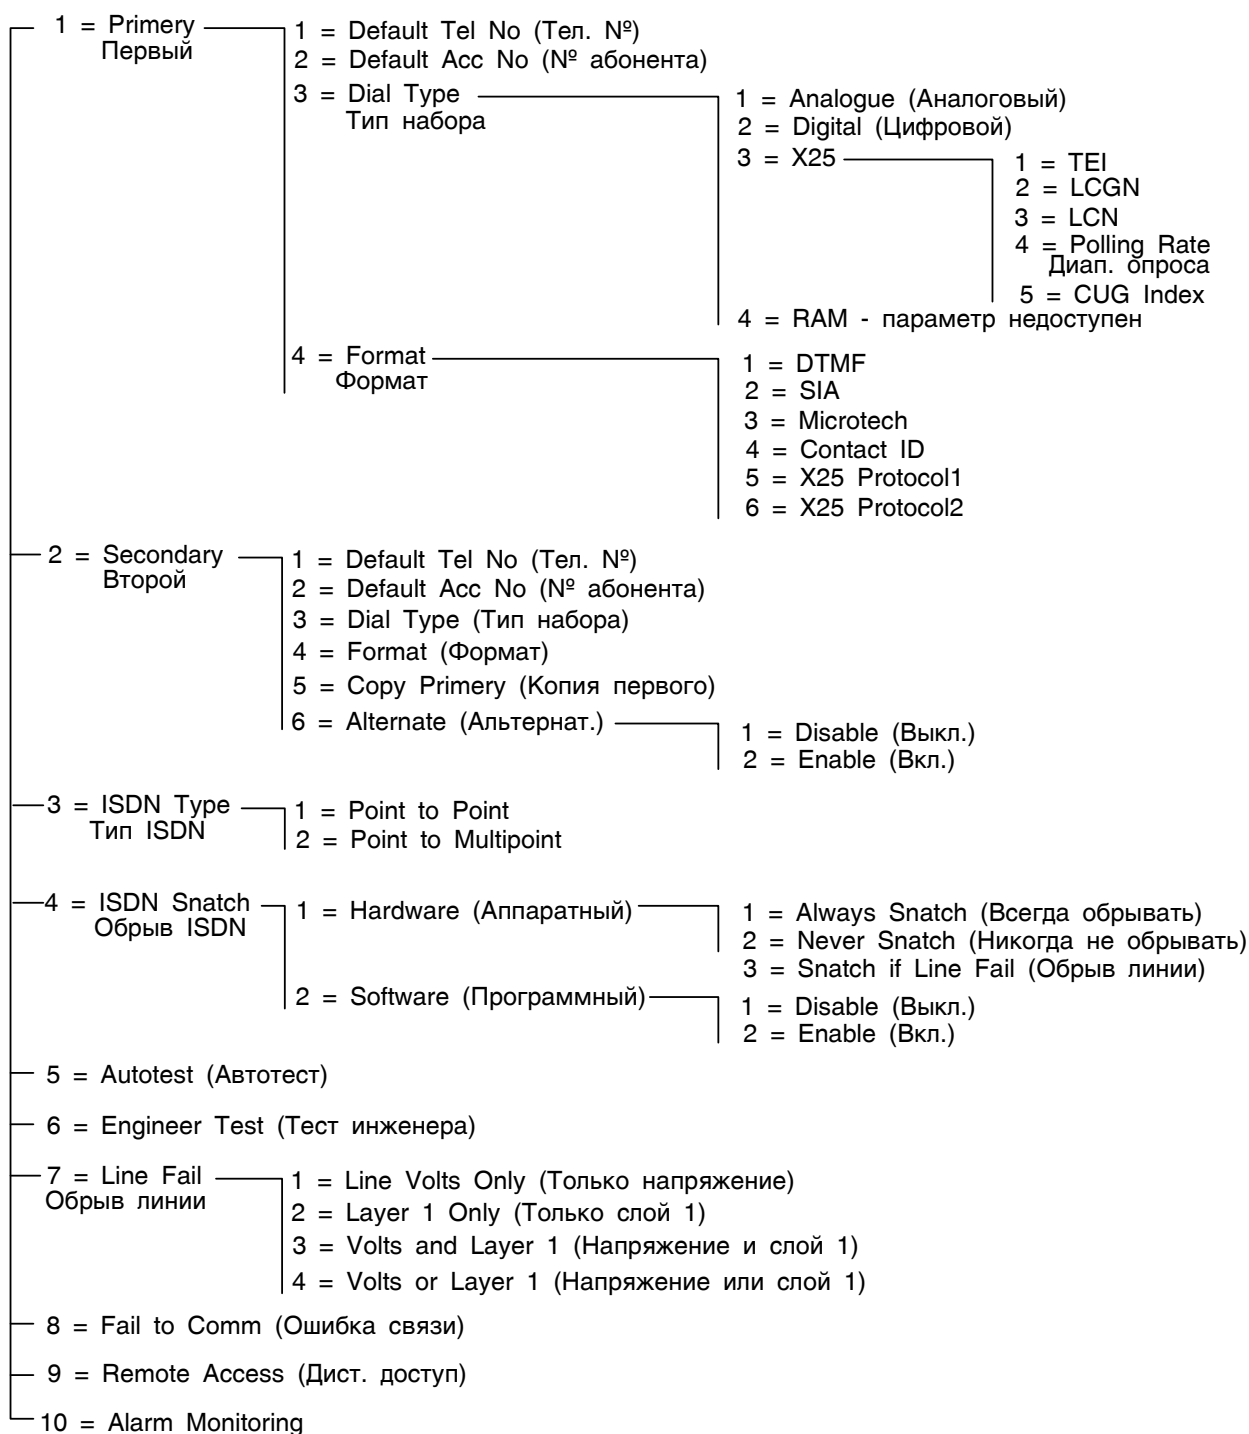 1 = Primery
Первый
1 = Default Tel No (Тел. №)
2 = Default Acc No (№ абонента)
3 = Dial Type
Тип набора
1 = Analogue (Аналоговый)
2 = Digital (Цифровой)
3 = X25
1 = TEI
2 = LCGN
3 = LCN
4 = Polling Rate
Диап. опроса
5 = CUG Index
4 = RAM - параметр недоступен
4 = Format
Формат
1 = DTMF
2 = SIA
3 = Microtech
4 = Contact ID
5 = X25 Protocol1
6 = X25 Protocol2
2 = Secondary
Второй
1 = Default Tel No (Тел. №)
2 = Default Acc No (№ абонента)
3 = Dial Type (Тип набора)
4 = Format (Формат)
5 = Copy Primery (Копия первого)
6 = Alternate (Альтернат.)
1 = Disable (Выкл.)
2 = Enable (Вкл.)
3 = ISDN Type
Тип ISDN
1 = Point to Point
2 = Point to Multipoint
4 = ISDN Snatch
Обрыв ISDN
1 = Hardware (Аппаратный)
1 = Always Snatch (Всегда обрывать)
2 = Never Snatch (Никогда не обрывать)
3 = Snatch if Line Fail (Обрыв линии)
2 = Software (Программный)
1 = Disable (Выкл.)
2 = Enable (Вкл.)
5 = Autotest (Автотест)
6 = Engineer Test (Тест инженера)
7 = Line Fail
Обрыв линии
1 = Line Volts Only (Только напряжение)
2 = Layer 1 Only (Только слой 1)
3 = Volts and Layer 1 (Напряжение и слой 1)
4 = Volts or Layer 1 (Напряжение или слой 1)
8 = Fail to Comm (Ошибка связи)
9 = Remote Access (Дист. доступ)
10 = Alarm Monitoring